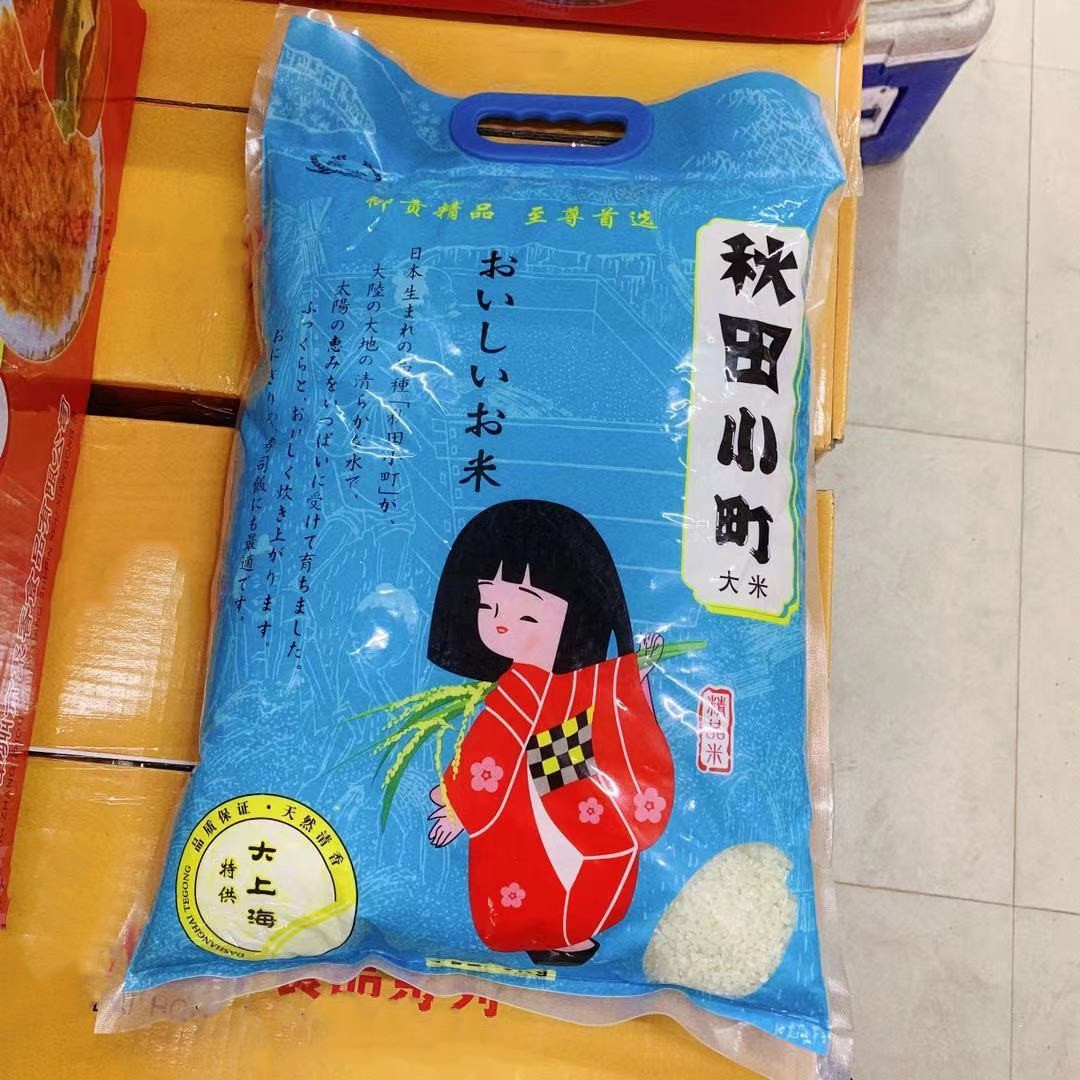 御贡精品 至尊首选
秋田小町
大米
おいしいお米
日本生まれの品種「秋田小町」が、
大陸の大地の清らかな水で、
太陽の恵みをいっぱいに受けて育ちました。
ふっくらと、おいしく炊き上がります。
おにぎりや、寿司飯にも最適です。
精品米
品质保证·天然清香
大上海
特供
DASHANGHAI TEGONG